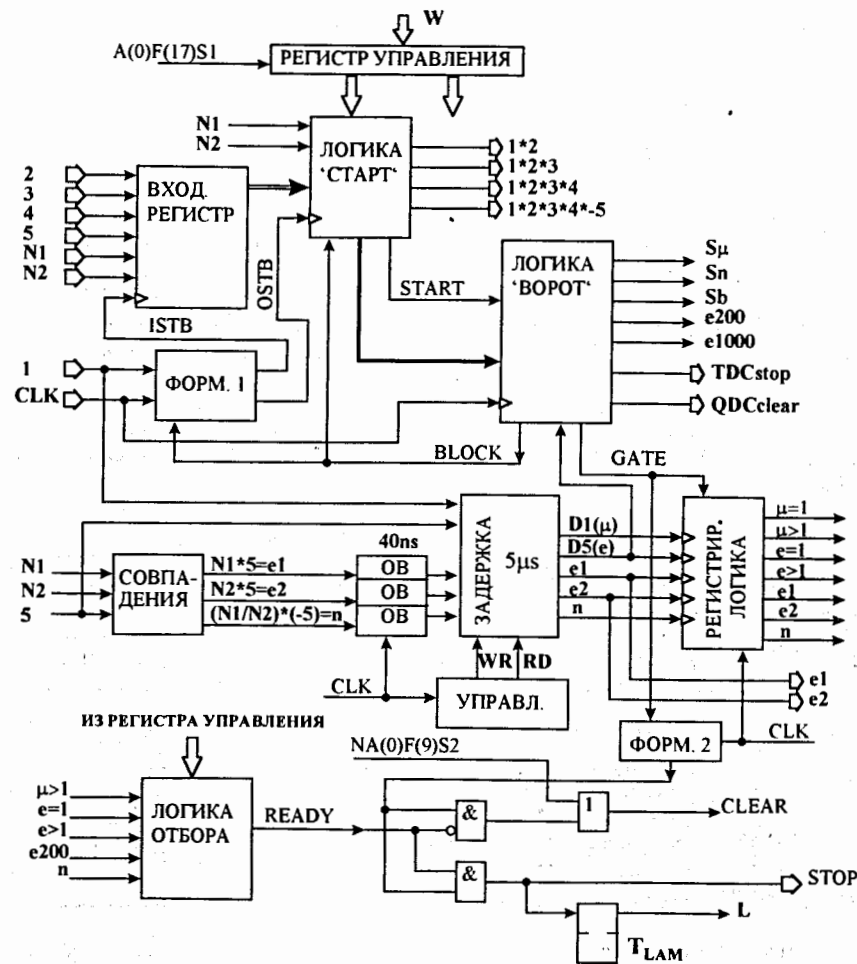 W
A(0)F(17)S1
РЕГИСТР УПРАВЛЕНИЯ
N1
N2
ЛОГИКА
‘СТАРТ‘
1*2
1*2*3
1*2*3*4
1*2*3*4*-5
2
3
4
5
N1
N2
ВХОД.
РЕГИСТР
ISTB
OSTB
START
ЛОГИКА
‘ВОРОТ‘
Sμ
Sn
Sb
e200
e1000
TDCstop
QDCclear
1
CLK
ФОРМ. 1
BLOCK
GATE
N1
N2
5
СОВПА-
ДЕНИЯ
N1*5=e1
N2*5=e2
(N1/N2)*(-5)=n
40ns
ОВ
ОВ
ОВ
ЗАДЕРЖКА
5μs
D1(μ)
D5(e)
e1
e2
n
РЕГИСТРИР.
ЛОГИКА
μ=1
μ>1
e=1
e>1
e1
e2
n
e1
e2
WR RD
CLK
УПРАВЛ.
ФОРМ. 2
CLK
ИЗ РЕГИСТРА УПРАВЛЕНИЯ
NA(0)F(9)S2
μ>1
e=1
e>1
e200
n
ЛОГИКА
ОТБОРА
READY
&
1
CLEAR
&
STOP
L
TLAM